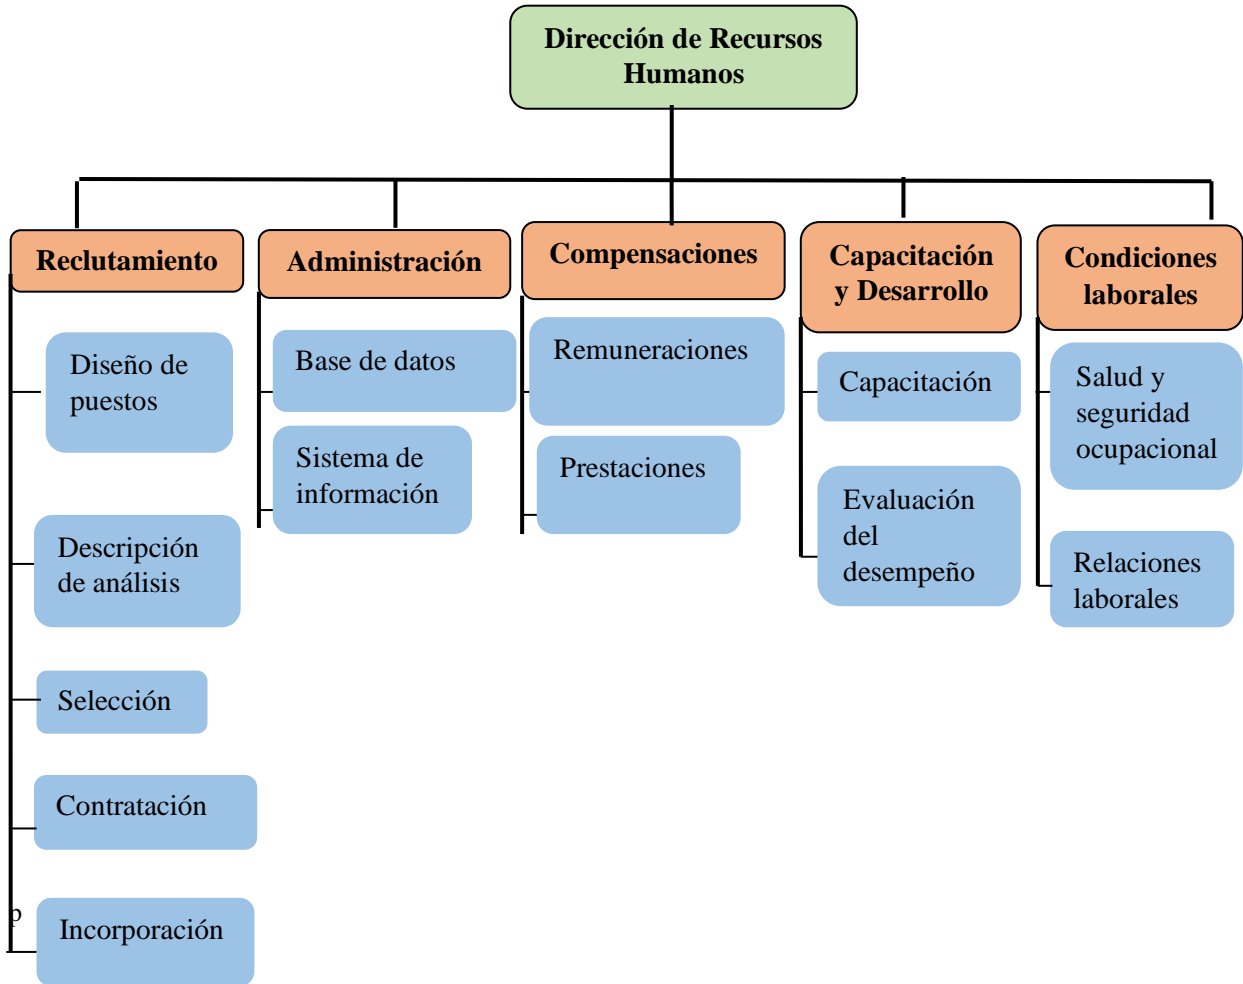 Dirección de Recursos
Humanos
Reclutamiento
Diseño de
puestos
Descripción
de análisis
Selección
Contratación
p
Incorporación
Administración
Base de datos
Sistema de
información
Compensaciones
Remuneraciones
Prestaciones
Capacitación
y Desarrollo
Capacitación
Evaluación
del
desempeño
Condiciones
laborales
Salud y
seguridad
ocupacional
Relaciones
laborales